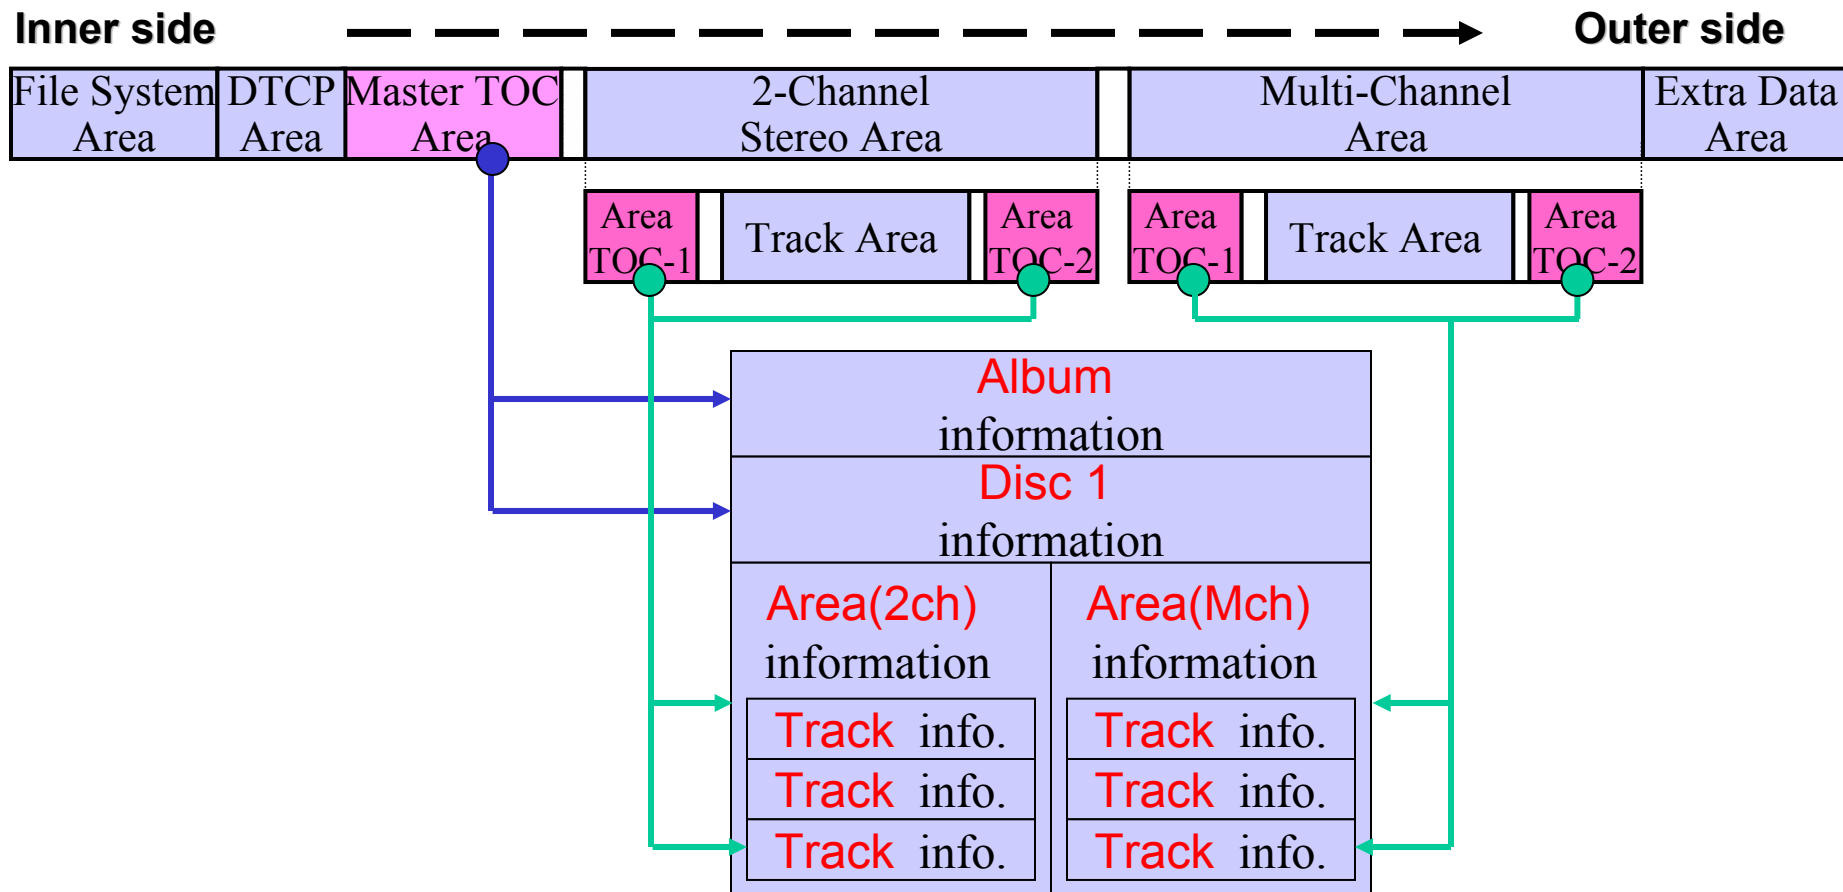 Inner side
Outer side
File System
Area
DTCP
Area
Master TOC
Area
2-Channel
Stereo Area
Multi-Channel
Area
Extra Data
Area
Area
TOC-1
Track Area
Area
TOC-2
Area
TOC-1
Track Area
Area
TOC-2
Album
information
Disc 1
information
Area(2ch)
information
Track info.
Track info.
Track info.
Area(Mch)
information
Track info.
Track info.
Track info.